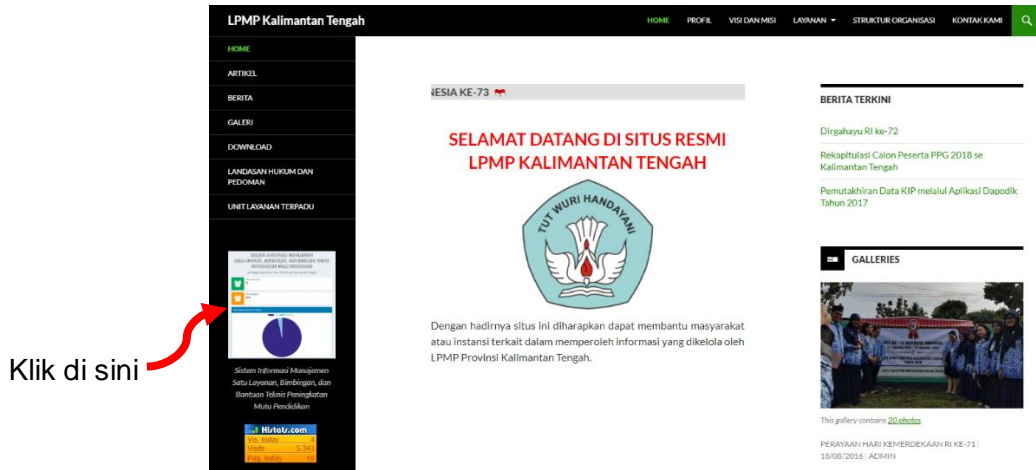 LPMP Kalimantan Tengah
HOME PROFIL VISI DAN MISI LAYANAN STRUKTUR ORGANISASI KONTAK KAMI
HOME
ARTIKEL
BERITA
GALERI
DOWNLOAD
LANDASAN HUKUM DAN
PEDOMAN
UNIT LAYANAN TERPADU
Sistem Informasi Manajemen
Satu Layanan, Bimbingan, dan
Bantuan Teknis Peningkatan
Mutu Pendidikan
Histats.com
Vis. today 4
Visits 5 343
Pag. today 18
Klik di sini
NESIA KE-73
SELAMAT DATANG DI SITUS RESMI
LPMP KALIMANTAN TENGAH
TUT WURI HANDAYANI
Dengan hadirnya situs ini diharapkan dapat membantu masyarakat
atau instansi terkait dalam memperoleh informasi yang dikelola oleh
LPMP Provinsi Kalimantan Tengah.
BERITA TERKINI
Dirgahayu RI ke-72
Rekapitulasi Calon Peserta PPG 2018 se
Kalimantan Tengah
Pemutakhiran Data KIP melalui Aplikasi Dapodik
Tahun 2017
GALLERIES
This gallery contains 20 photos.
PERAYAAN HARI KEMERDEKAAN RI KE-71 |
18/08/2016 | ADMIN